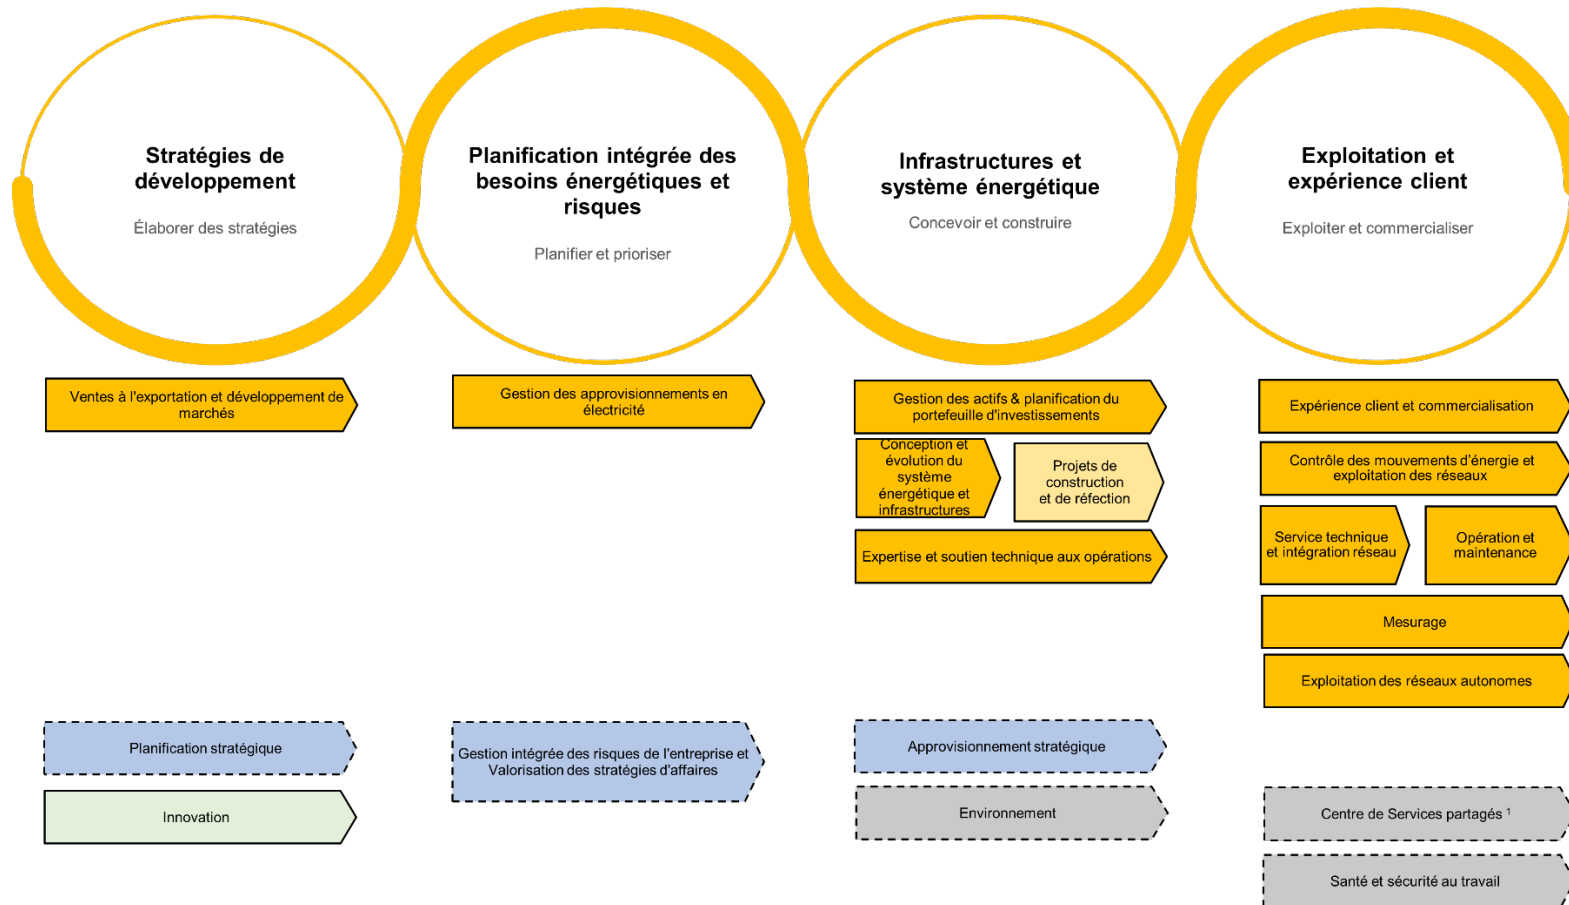 Stratégies de
développement
Élaborer des stratégies
Planification intégrée des
besoins énergétiques et
risques
Planifier et prioriser
Infrastructures et
système énergétique
Concevoir et construire
Exploitation et
expérience client
Exploiter et commercialiser
Ventes à l'exportation et développement de
marchés
Gestion des approvisionnements en
électricité
Gestion des actifs & planification du
portefeuille d'investissements
Conception et
évolution du
système
énergétique et
infrastructures
Projets de
construction
et de réfection
Expertise et soutien technique aux opérations
Expérience client et commercialisation
Contrôle des mouvements d'énergie et
exploitation des réseaux
Service technique
et intégration réseau
Opération et
maintenance
Mesurage
Exploitation des réseaux autonomes
Planification stratégique
Innovation
Gestion intégrée des risques de l'entreprise et
Valorisation des stratégies d'affaires
Approvisionnement stratégique
Environnement
Centre de Services partagés ¹
Santé et sécurité au travail